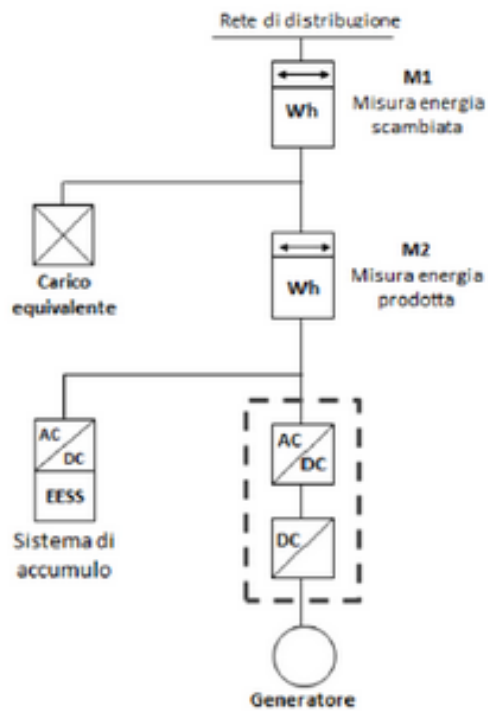 Rete di distribuzione
Wh
M1
Misura energia
scambiata
Carico
equivalente
Wh
M2
Misura energia
prodotta
AC
DC
EESS
Sistema di
accumulo
AC
DC
DC
Generatore